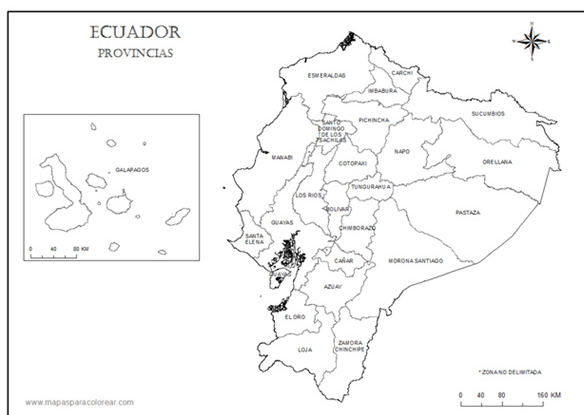 ECUADOR
PROVINCIAS
ESMERALDAS
CARCHI
IMBABURA
SUCUMBIOS
PICHINCHA
SANTO
DOMINGO
DE LOS
TSACHILAS
NAPO
ORELLANA
MANABI
COTOPAXI
GALAPAGOS
TUNGURAHUA
LOS RIOS
BOLIVAR
PASTAZA
GUAYAS
CHIMBORAZO
SANTA
ELENA
CAÑAR
MORONA SANTIAGO
GUAYAS
AZUAY
EL ORO
LOJA
ZAMORA
CHINCHIPE
0 40 80 KM
* ZONA NO DELIMITADA
0 40 80 160 KM
www.mapasparacolorear.com